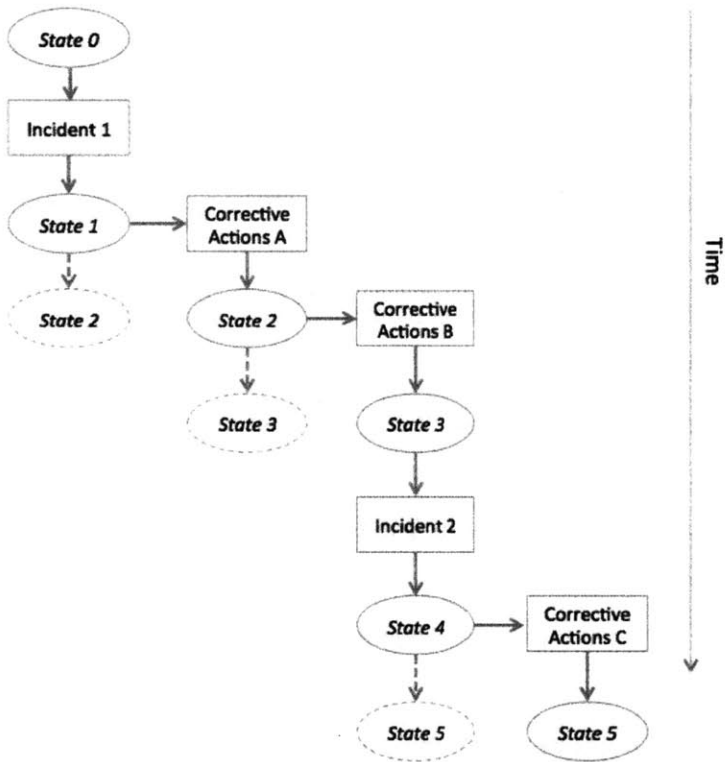 State 0
Incident 1
State 1
Corrective
Actions A
State 2
State 2
Corrective
Actions B
State 3
State 3
Incident 2
State 4
Corrective
Actions C
State 5
State 5
Time